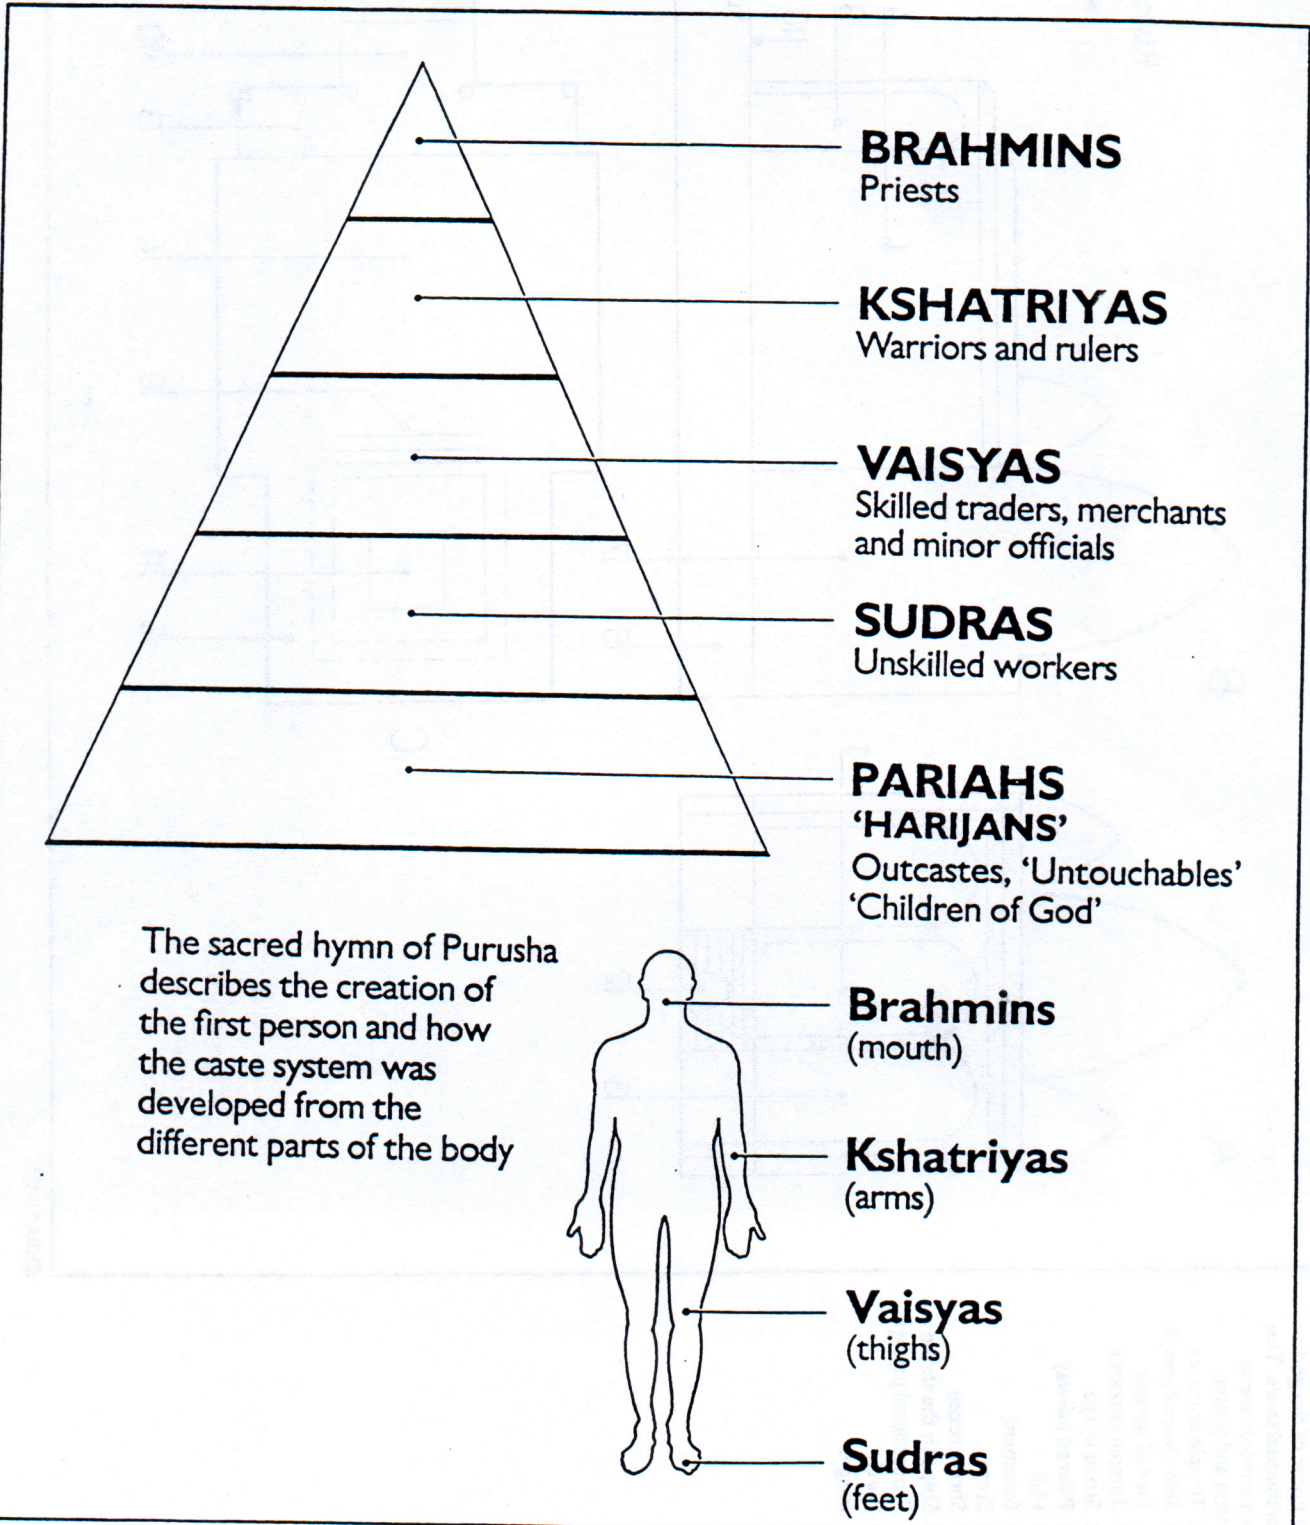 BRAHMINS
Priests
KSHATRIYAS
Warriors and rulers
VAISYAS
Skilled traders, merchants
and minor officials
SUDRAS
Unskilled workers
PARIAHS
‘HARIJANS’
Outcastes, ‘Untouchables’
‘Children of God’
The sacred hymn of Purusha
describes the creation of
the first person and how
the caste system was
developed from the
different parts of the body
Brahmins
(mouth)
Kshatriyas
(arms)
Vaisyas
(thighs)
Sudras
(feet)